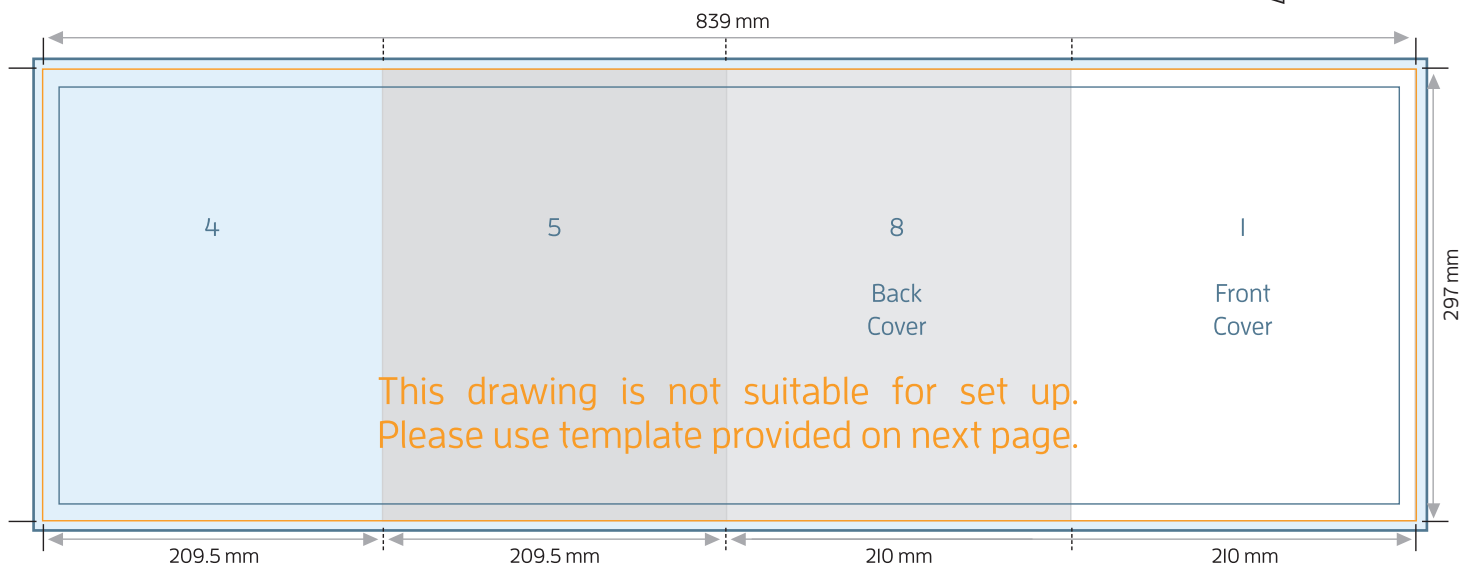 839 mm
4
5
8
1
Back
Cover
Front
Cover
297 mm
This drawing is not suitable for set up.
Please use template provided on next page.
209.5 mm
209.5 mm
210 mm
210 mm